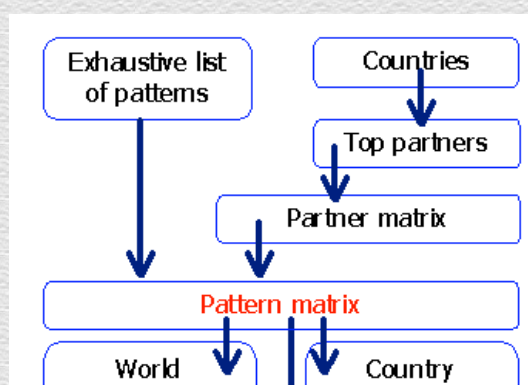 Exhaustive list
of patterns
Countries
Top partners
Partner matrix
Pattern matrix
World
Country